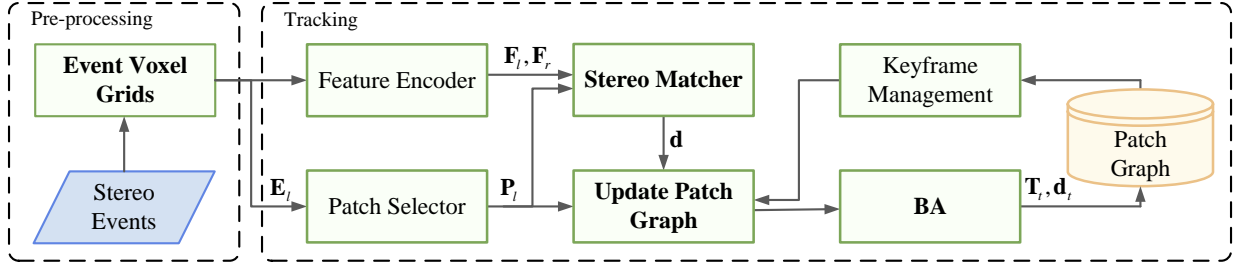 Pre-processing
Event Voxel
Grids
Stereo
Events
Tracking
Feature Encoder
F_l, F_r
Stereo Matcher
Keyframe
Management
d
E_l
Patch Selector
P_l
Update Patch
Graph
BA
T_t, d_t
Patch
Graph